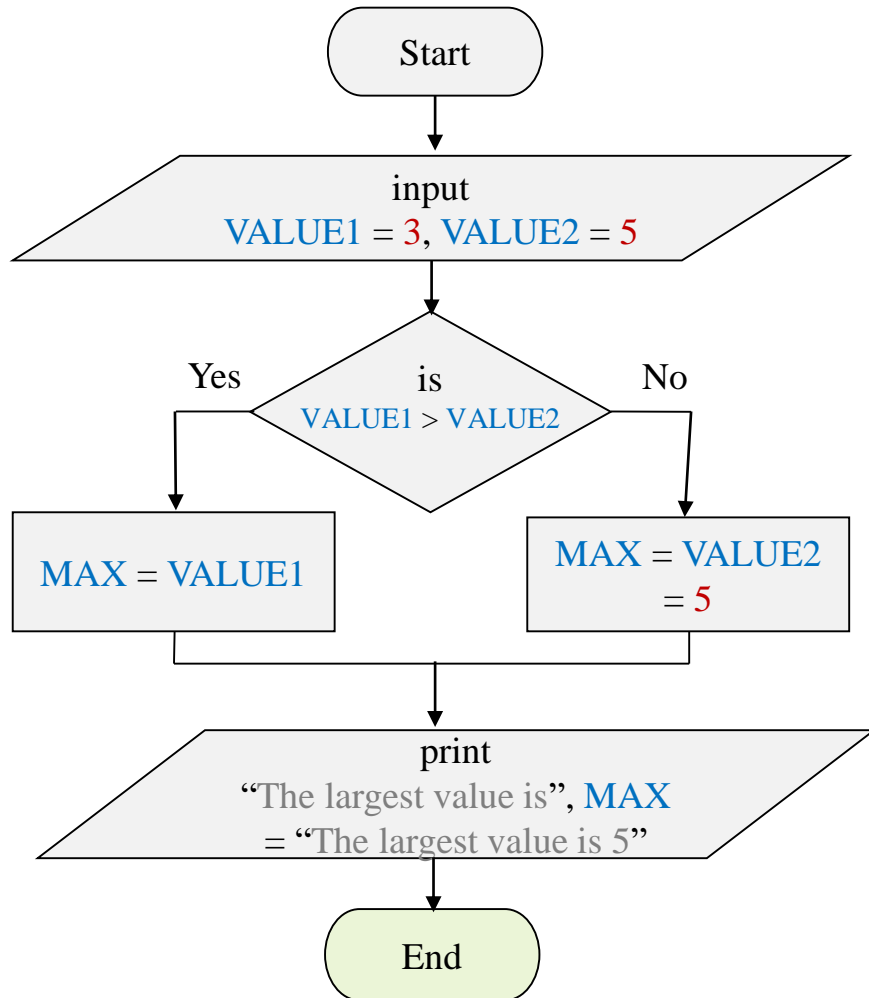 Start
input
VALUE1 = 3, VALUE2 = 5
Yes
is
No
VALUE1 > VALUE2
MAX = VALUE1
MAX = VALUE2
= 5
print
“The largest value is”, MAX
= “The largest value is 5”
End